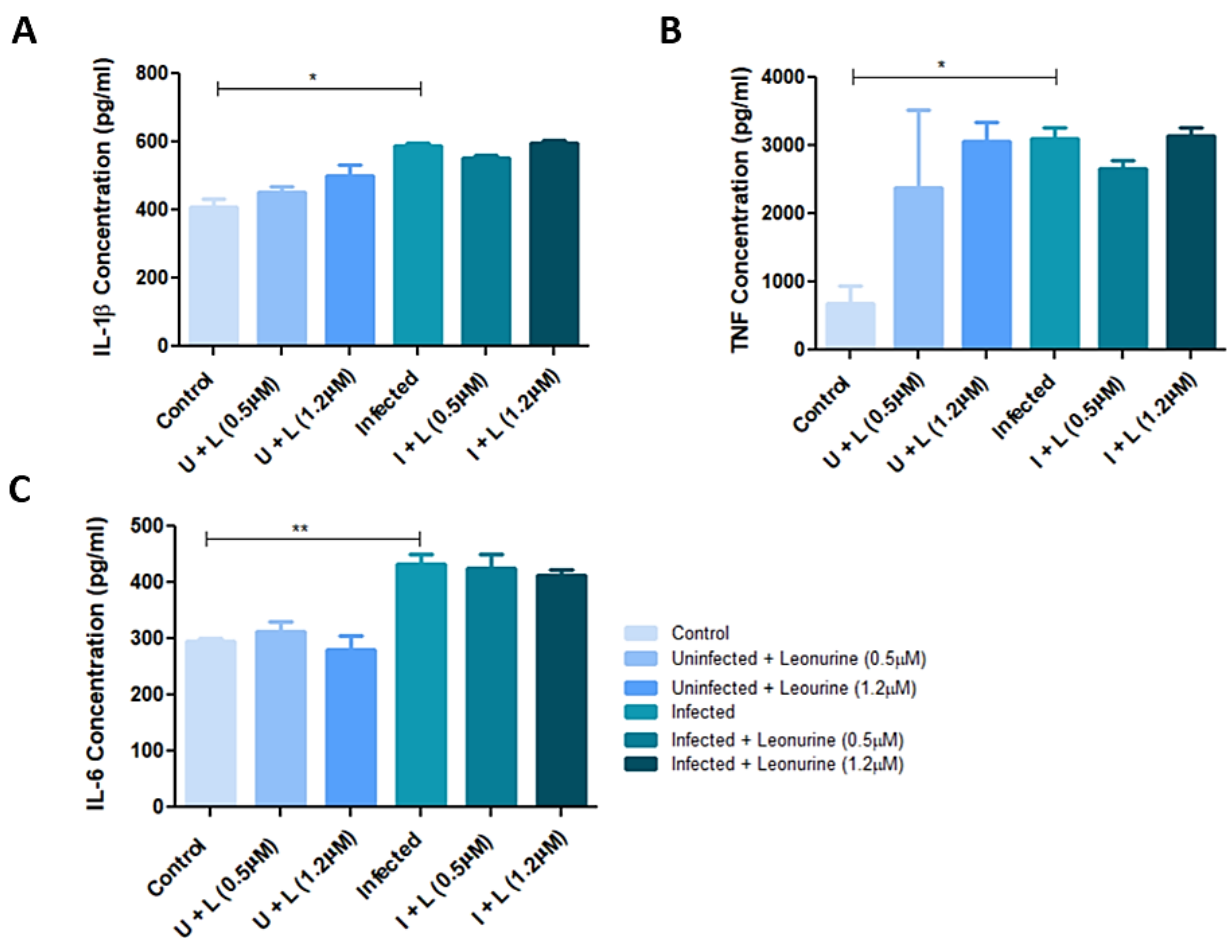 A
IL-1β Concentration (pg/ml)
800
600
400
200
0
*
Control
U + L (0.5μM)
U + L (1.2μM)
Infected
I + L (0.5μM)
I + L (1.2μM)
B
TNF Concentration (pg/ml)
4000
3000
2000
1000
0
*
Control
U + L (0.5μM)
U + L (1.2μM)
Infected
I + L (0.5μM)
I + L (1.2μM)
C
IL-6 Concentration (pg/ml)
500
400
300
200
100
0
**
Control
U + L (0.5μM)
U + L (1.2μM)
Infected
I + L (0.5μM)
I + L (1.2μM)
Control
Uninfected + Leonurine (0.5μM)
Uninfected + Leourine (1.2μM)
Infected
Infected + Leonurine (0.5μM)
Infected + Leonurine (1.2μM)